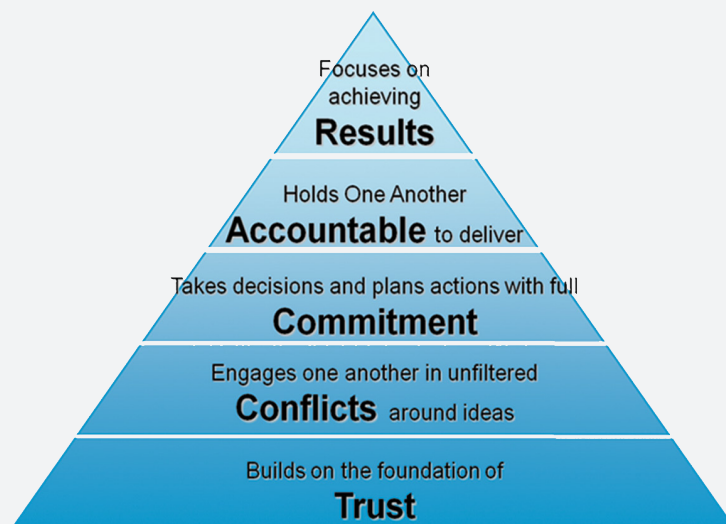 Focuses on
achieving
Results
Holds One Another
Accountable to deliver
Takes decisions and plans actions with full
Commitment
Engages one another in unfiltered
Conflicts around ideas
Builds on the foundation of
Trust